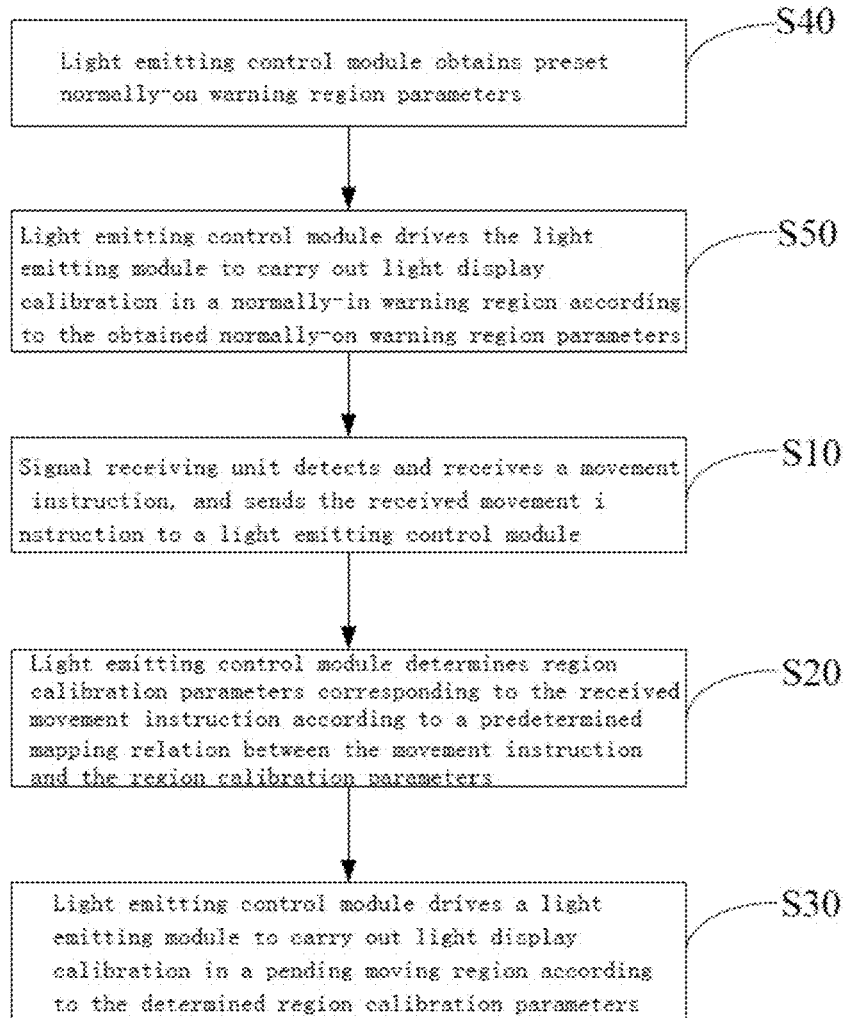 S40
Light emitting control module obtains preset
normally-on warning region parameters
S50
Light emitting control module drives the light
emitting module to carry out light display
calibration in a normally-in warning region according
to the obtained normally-on warning region parameters
S10
Signal receiving unit detects and receives a movement
instruction, and sends the received movement i
nstruction to a light emitting control module
S20
Light emitting control module determines region
calibration parameters corresponding to the received
movement instruction according to a predetermined
mapping relation between the movement instruction
and the region calibration parameters
S30
Light emitting control module drives a light
emitting module to carry out light display
calibration in a pending moving region according
to the determined region calibration parameters